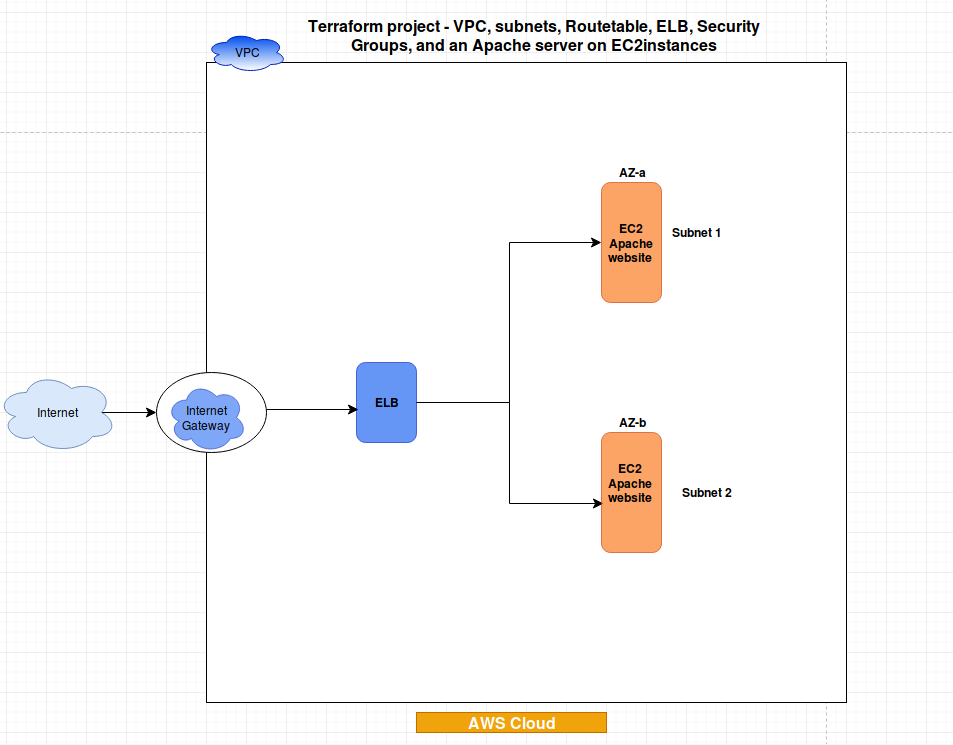 Terraform project - VPC, subnets, Routetable, ELB, Security
Groups, and an Apache server on EC2instances
VPC
AZ-a
EC2
Apache
website
Subnet 1
Internet
Internet
Gateway
ELB
AZ-b
EC2
Apache
website
Subnet 2
AWS Cloud